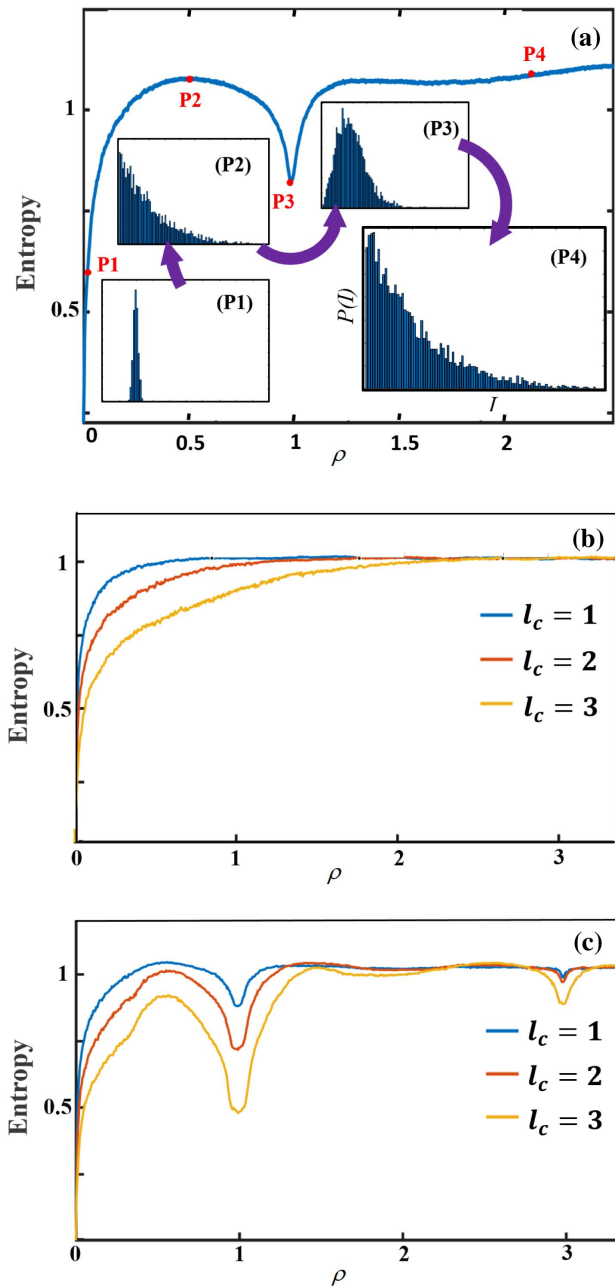 (a)
P4
P2
1
(P2)
(P3)
P3
P1
(P4)
(P1)
Entropy
0.5
P(I)
I
0
0.5
1
1.5
2
ρ
(b)
1
l_c = 1
l_c = 2
l_c = 3
Entropy
0.5
0
1
2
3
ρ
(c)
1
l_c = 1
l_c = 2
l_c = 3
Entropy
0.5
0
1
2
3
ρ